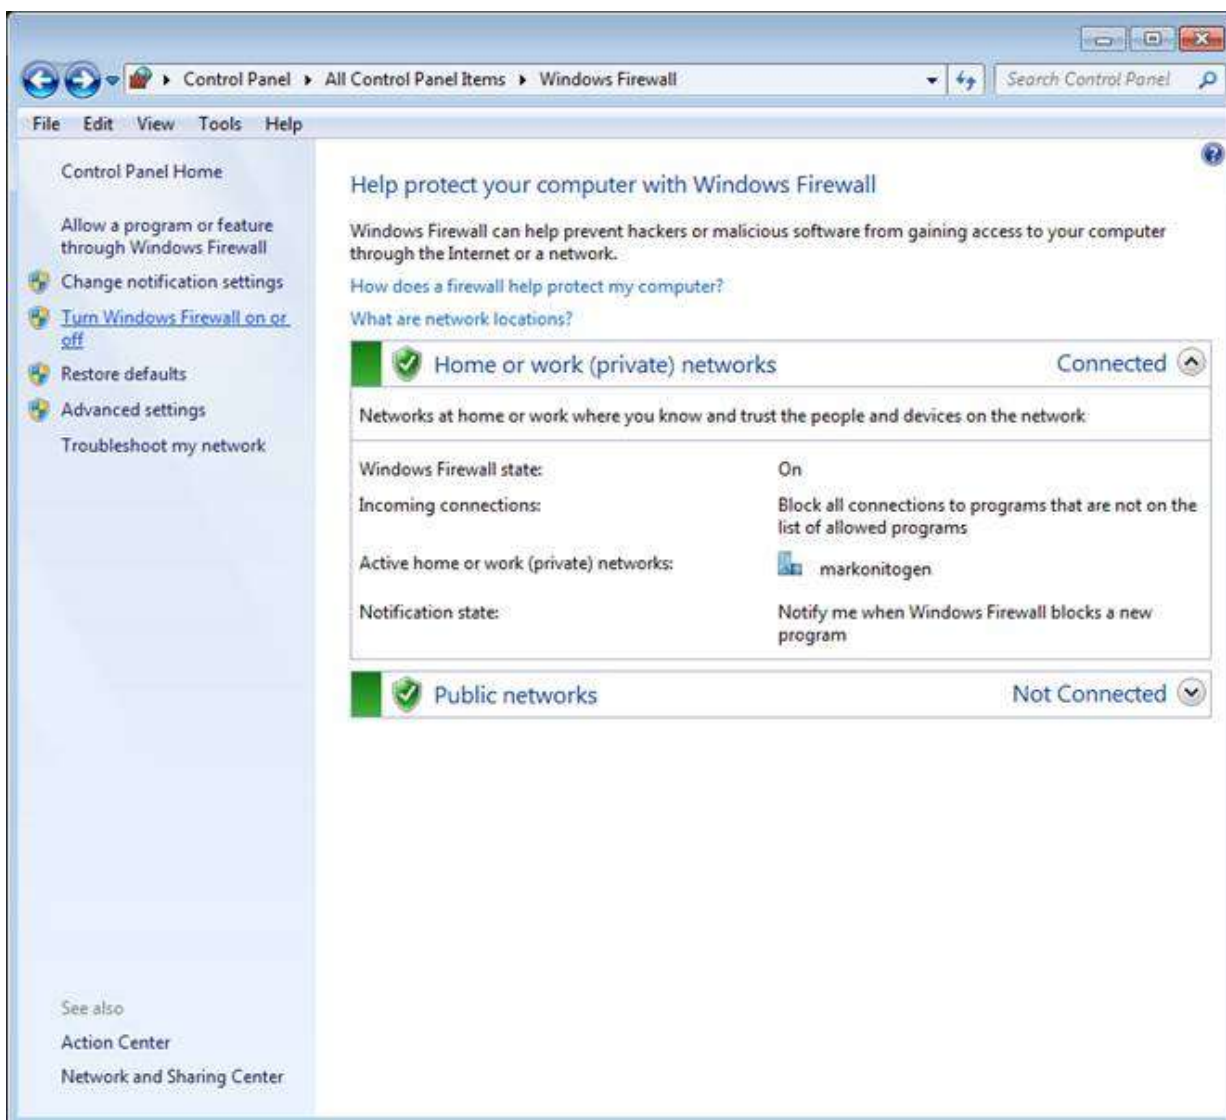 Control Panel All Control Panel Items Windows Firewall
Search Control Panel
File Edit View Tools Help
Control Panel Home
Allow a program or feature
through Windows Firewall
Change notification settings
Turn Windows Firewall on or
off
Restore defaults
Advanced settings
Troubleshoot my network
See also
Action Center
Network and Sharing Center
Help protect your computer with Windows Firewall
Windows Firewall can help prevent hackers or malicious software from gaining access to your computer
through the Internet or a network.
How does a firewall help protect my computer?
What are network locations?
Home or work (private) networks Connected
Networks at home or work where you know and trust the people and devices on the network
Windows Firewall state: On
Incoming connections: Block all connections to programs that are not on the
list of allowed programs
Active home or work (private) networks: markonitogen
Notification state: Notify me when Windows Firewall blocks a new
program
Public networks Not Connected